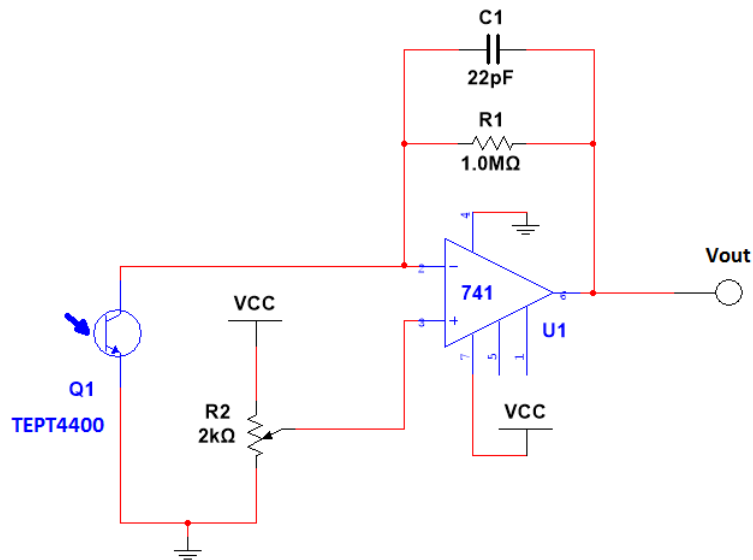 C1
22pF
R1
1.0MΩ
4
Vout
2
741
6
VCC
3
U1
7
5
1
Q1
TEPT4400
R2
2kΩ
VCC